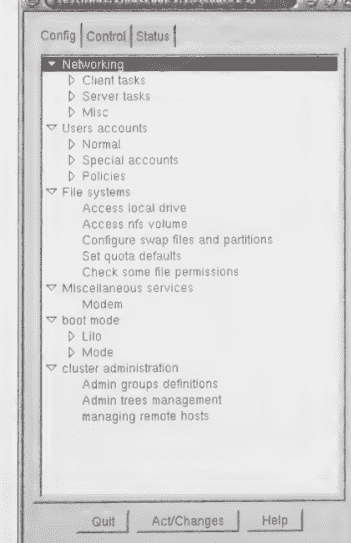 Config Control Status
Networking
Client tasks
Server tasks
Misc
Users accounts
Normal
Special accounts
Policies
File systems
Access local drive
Access nfs volume
Configure swap files and partitions
Set quota defaults
Check some file permissions
Miscellaneous services
Modem
boot mode
Lilo
Mode
cluster administration
Admin groups definitions
Admin trees management
managing remote hosts
Quit Act/Changes Help